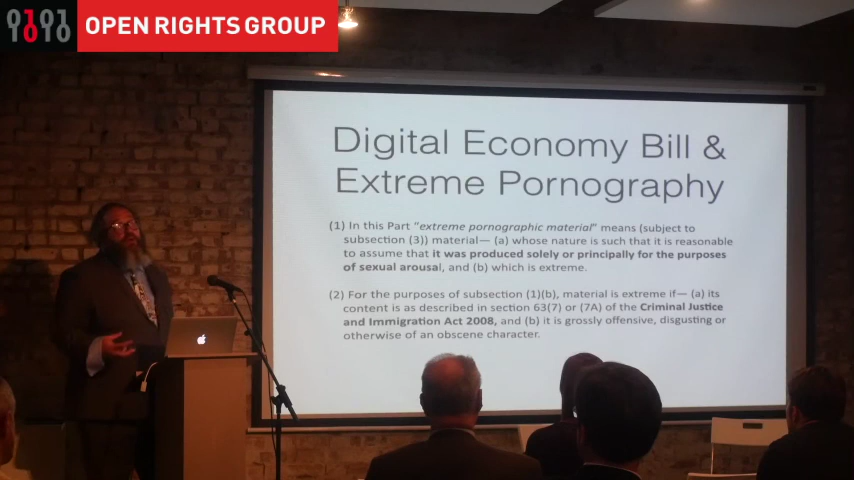 OPEN RIGHTS GROUP
Digital Economy Bill &
Extreme Pornography
(1) In this Part "extreme pornographic material" means (subject to
subsection (3)) material— (a) whose nature is such that it is reasonable
to assume that it was produced solely or principally for the purposes
of sexual arousal, and (b) which is extreme.
(2) For the purposes of subsection (1)(b), material is extreme if— (a) its
content is as described in section 63(7) or (7A) of the Criminal Justice
and Immigration Act 2008, and (b) it is grossly offensive, disgusting or
otherwise of an obscene character.